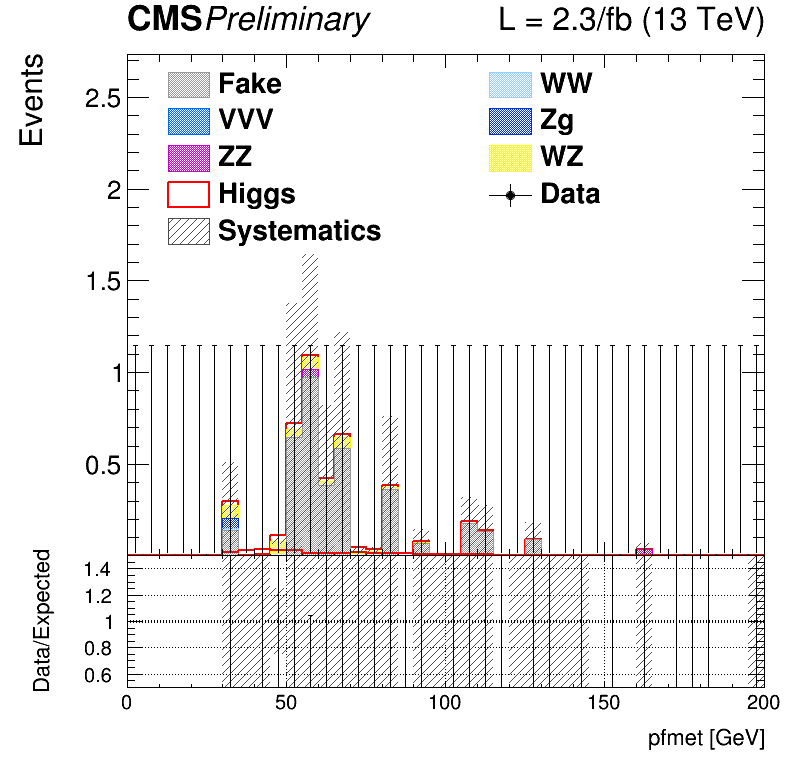 CMS Preliminary L = 2.3/fb (13 TeV)
Events
2.5
2
1.5
1
0.5
Fake WW
VVV Zg
ZZ WZ
Higgs Data
Systematics
Data/Expected
1.4
1.2
1
0.8
0.6
0 50 100 150 200
pfmet [GeV]